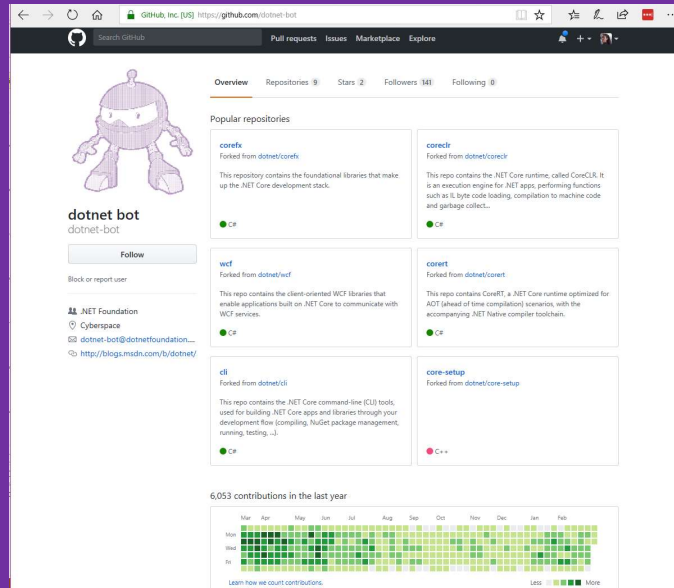 GitHub, Inc. [US] https://github.com/dotnet-bot
Search GitHub
Pull requests Issues Marketplace Explore
Overview Repositories 9 Stars 2 Followers 141 Following 0
dotnet bot
dotnet-bot
Follow
Block or report user
.NET Foundation
Cyberspace
dotnet-bot@dotnetfoundation....
http://blogs.msdn.com/b/dotnet/
Popular repositories
corefx
Forked from dotnet/corefx
This repository contains the foundational libraries that make
up the .NET Core development stack.
C#
coreclr
Forked from dotnet/coreclr
This repo contains the .NET Core runtime, called CoreCLR. It
is an execution engine for .NET apps, performing functions
such as IL byte code loading, compilation to machine code
and garbage collect...
C#
wcf
Forked from dotnet/wcf
This repo contains the client-oriented WCF libraries that
enable applications built on .NET Core to communicate with
WCF services.
C#
corert
Forked from dotnet/corert
This repo contains CoreRT, a .NET Core runtime optimized for
AOT (ahead of time compilation) scenarios, with the
accompanying .NET Native compiler toolchain.
C#
cli
Forked from dotnet/cli
This repo contains the .NET Core command-line (CLI) tools,
used for building .NET Core apps and libraries through your
development flow (compiling, NuGet package management,
running, testing, ...).
C#
core-setup
Forked from dotnet/core-setup
C++
6,053 contributions in the last year
Mar Apr May Jun Jul Aug Sep Oct Nov Dec Jan Feb
Mon
Wed
Fri
Learn how we count contributions.
Less More